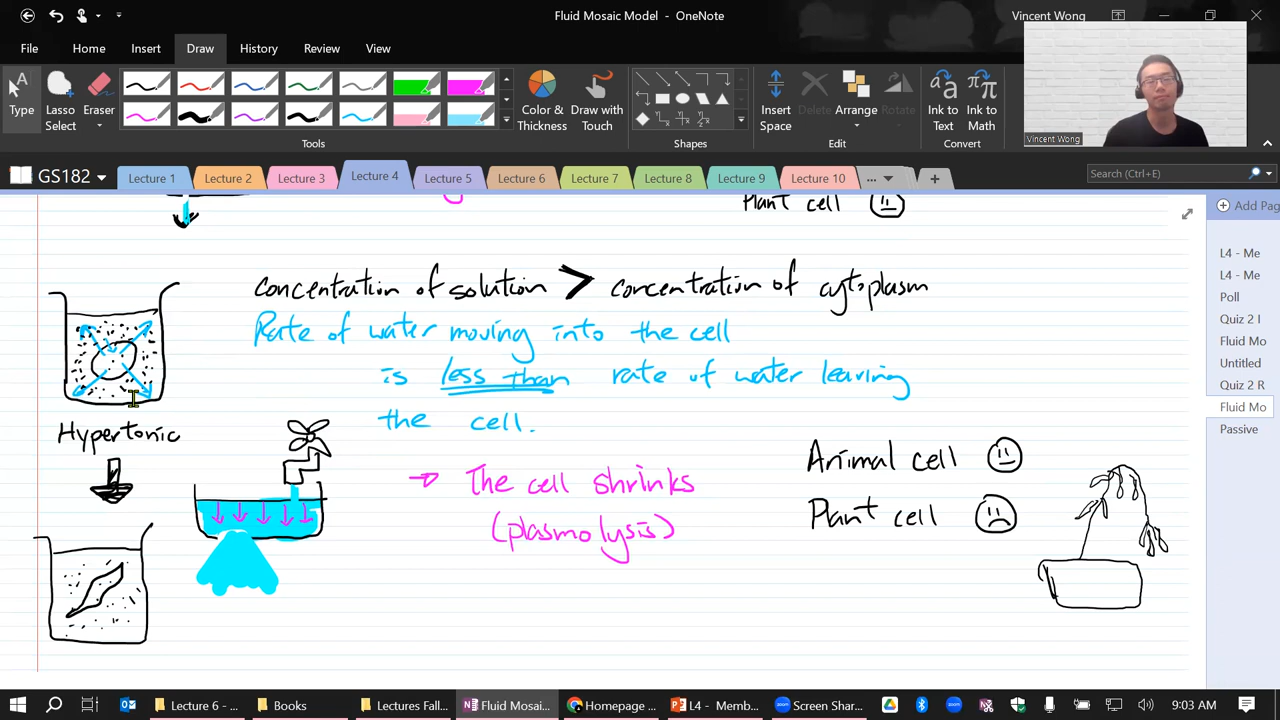 Fluid Mosaic Model - OneNote
Vincent Wong
File Home Insert Draw History Review View
Type
Lasso Select
Eraser
Color & Thickness
Draw with Touch
Insert Space
Delete
Arrange
Rotate
Ink to Text
Ink to Math
Tools
Shapes
Edit
Convert
Vincent Wong
GS182
Lecture 1 Lecture 2 Lecture 3 Lecture 4 Lecture 5 Lecture 6 Lecture 7 Lecture 8 Lecture 9 Lecture 10 ...
Search (Ctrl+E)
Add Pag
L4 - Me
L4 - Me
Poll
Quiz 2 I
Fluid Mo
Untitled
Quiz 2 R
Fluid Mo
Passive
Plant cell
concentration of solution > concentration of cytoplasm
Rate of water moving into the cell
is less than rate of water leaving
the cell.
Hypertonic
→ The cell shrinks
(plasmolysis)
Animal cell
Plant cell
Lecture 6 -...
Books
Lectures Fall...
Fluid Mosai...
Homepage ...
L4 - Memb...
Screen Shar...
9:03 AM